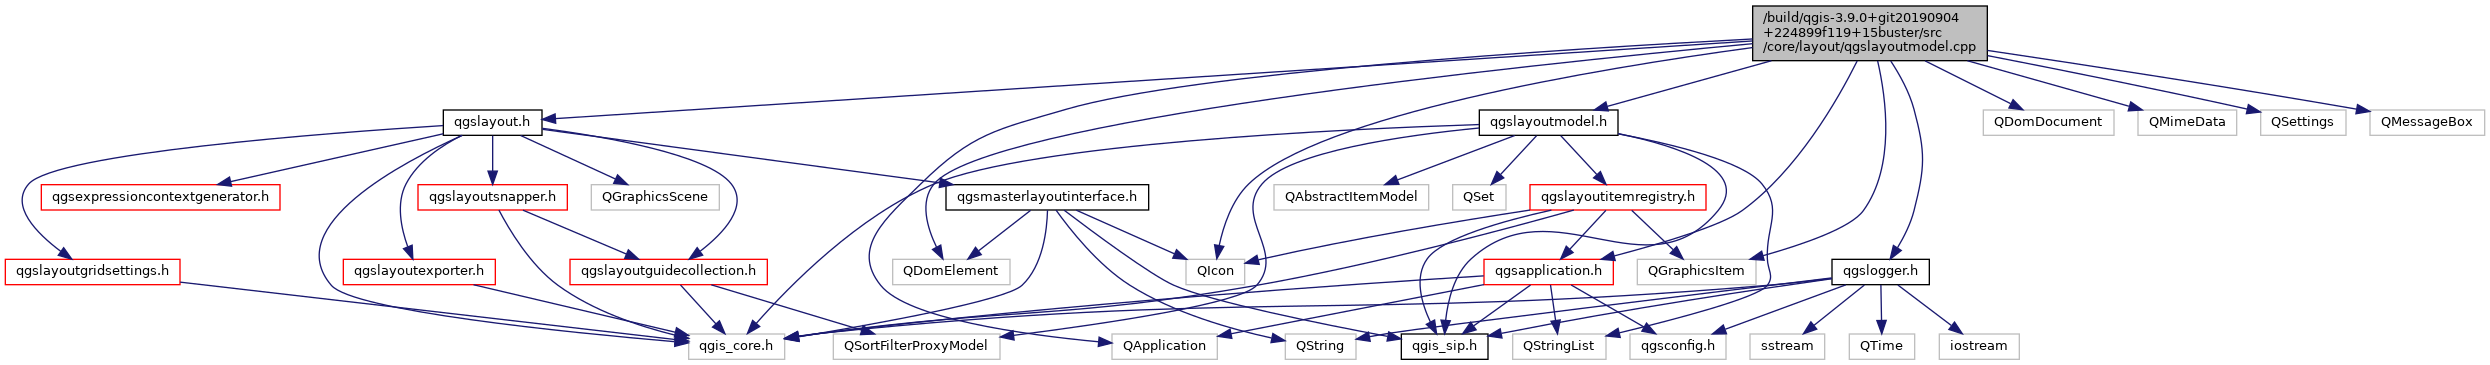 /build/qgis-3.9.0+git20190904
+224899f119+15buster/src
/core/layout/qgslayoutmodel.cpp
qgslayout.h
qgslayoutmodel.h
QDomDocument
QMimeData
QSettings
QMessageBox
qgsexpressioncontextgenerator.h
qgslayoutsnapper.h
QGraphicsScene
qgsmasterlayoutinterface.h
QAbstractItemModel
QSet
qgslayoutitemregistry.h
qgslayoutgridsettings.h
qgslayoutexporter.h
qgslayoutguidecollection.h
QDomElement
QIcon
qgsapplication.h
QGraphicsItem
qgslogger.h
qgis_core.h
QSortFilterProxyModel
QApplication
QString
qgis_sip.h
QStringList
qgsconfig.h
sstream
QTime
iostream